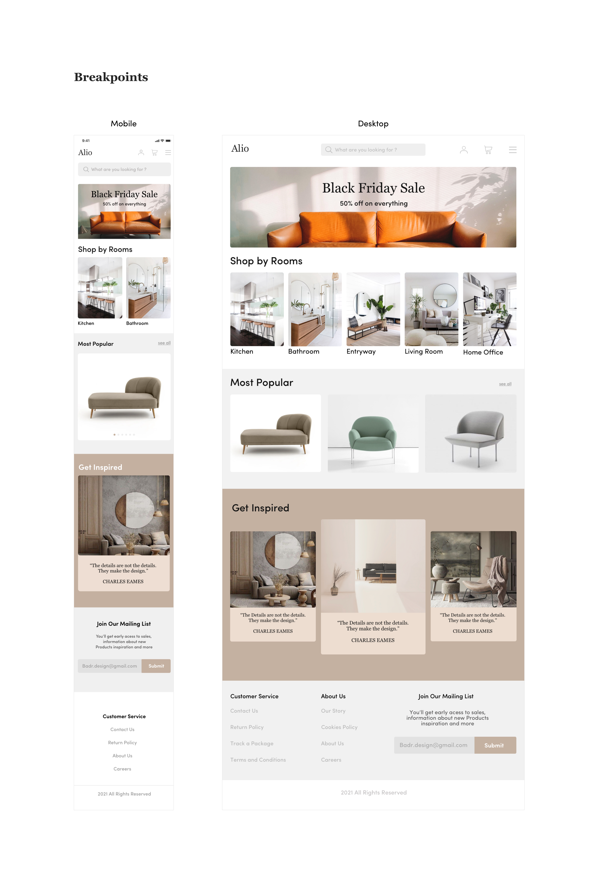 Breakpoints
Mobile
9:41
Alio
What are you looking for ?
Black Friday Sale
50% off on everything
Shop by Rooms
Kitchen
Bathroom
Most Popular
see all
Get Inspired
"The details are not the details.
They make the design."
CHARLES EAMES
Join Our Mailing List
You'll get early access to sales,
information about new
Products inspiration and more
Badr.design@gmail.com
Submit
Customer Service
Contact Us
Return Policy
About Us
Careers
2021 All Rights Reserved
Desktop
Alio
What are you looking for ?
Black Friday Sale
50% off on everything
Shop by Rooms
Kitchen
Bathroom
Entryway
Living Room
Home Office
Most Popular
see all
Get Inspired
"The Details are not the details.
They make the design."
CHARLES EAMES
"The Details are not the details.
They make the design."
CHARLES EAMES
"The Details are not the details.
They make the design."
CHARLES EAMES
Customer Service
Contact Us
Return Policy
Track a Package
Terms and Conditions
About Us
Our Story
Cookies Policy
About Us
Careers
Join Our Mailing List
You'll get early acess to sales,
information about new Products
inspiration and more
Badr.design@gmail.com
Submit
2021 All Rights Reserved